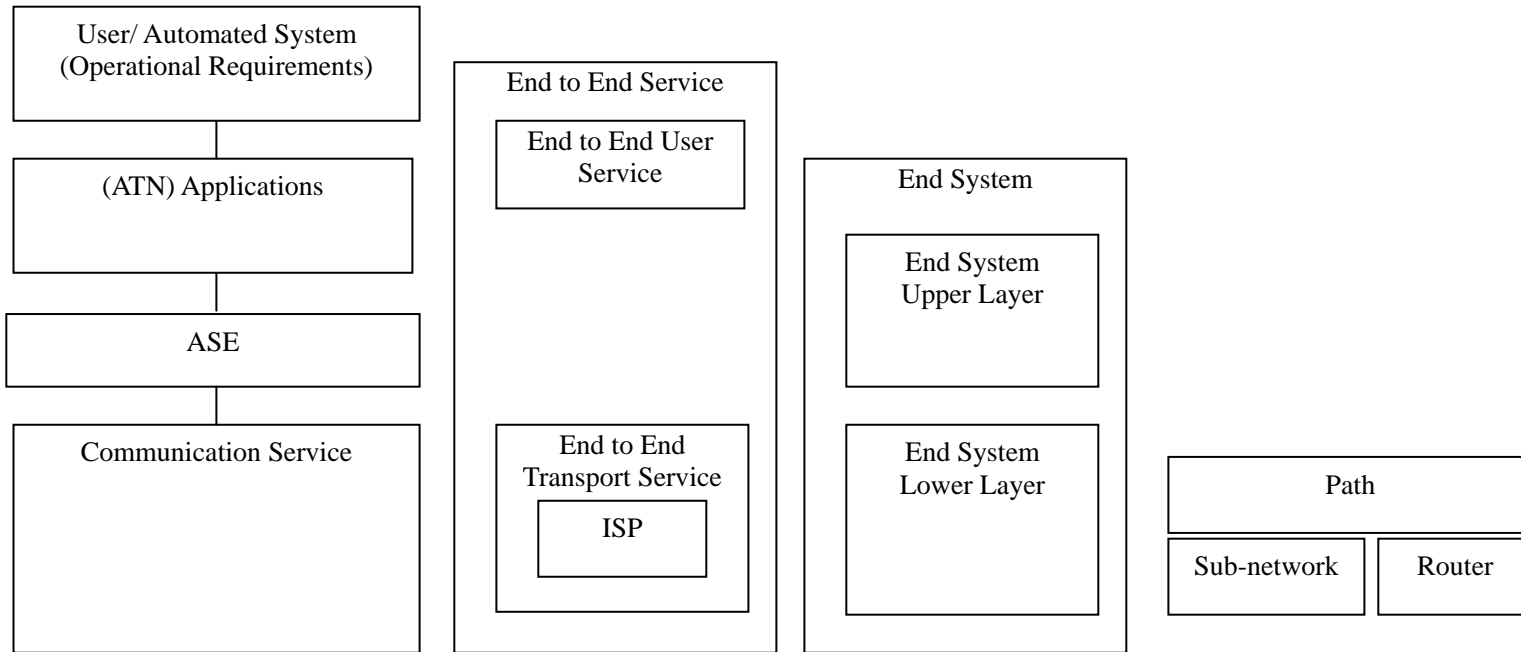 User/ Automated System
(Operational Requirements)
(ATN) Applications
ASE
Communication Service
End to End Service
End to End User
Service
End to End
Transport Service
ISP
End System
End System
Upper Layer
End System
Lower Layer
Path
Sub-network
Router